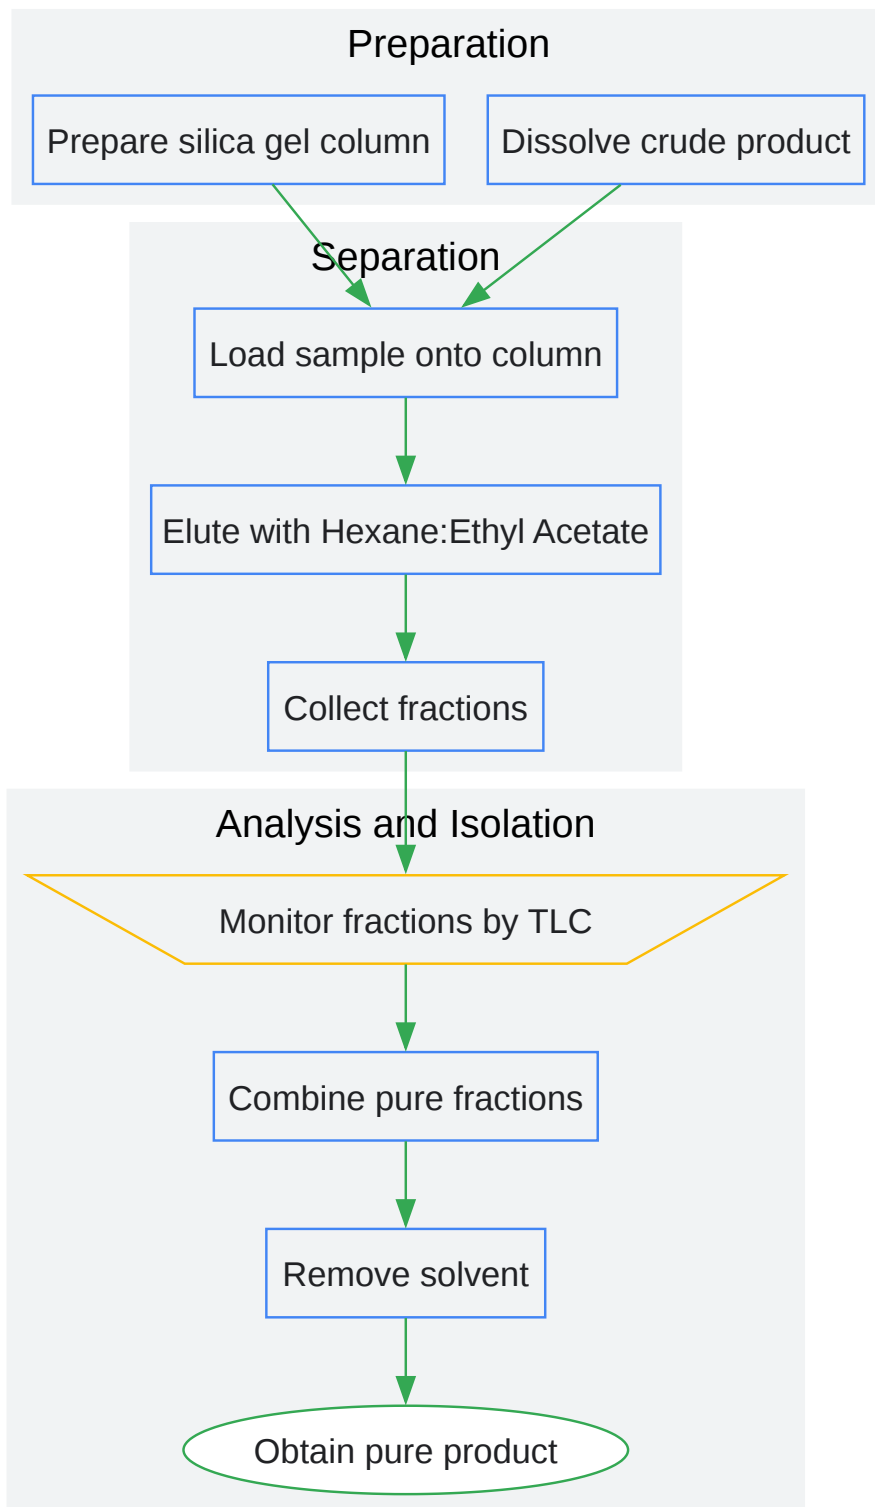 Preparation
Prepare silica gel column
Dissolve crude product
Separation
Load sample onto column
Elute with Hexane:Ethyl Acetate
Collect fractions
Analysis and Isolation
Monitor fractions by TLC
Combine pure fractions
Remove solvent
Obtain pure product